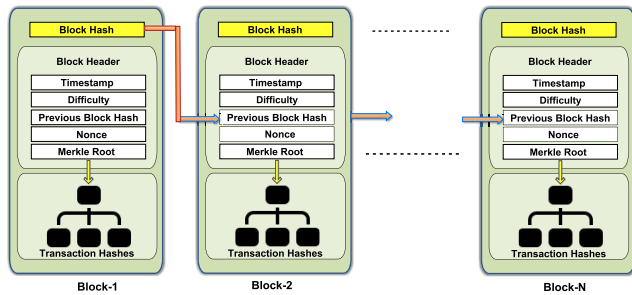 Block Hash
Block Header
Timestamp
Difficulty
Previous Block Hash
Nonce
Merkle Root
Transaction Hashes
Block-1
Block Hash
Block Header
Timestamp
Difficulty
Previous Block Hash
Nonce
Merkle Root
Transaction Hashes
Block-2
Block Hash
Block Header
Timestamp
Difficulty
Previous Block Hash
Nonce
Merkle Root
Transaction Hashes
Block-N